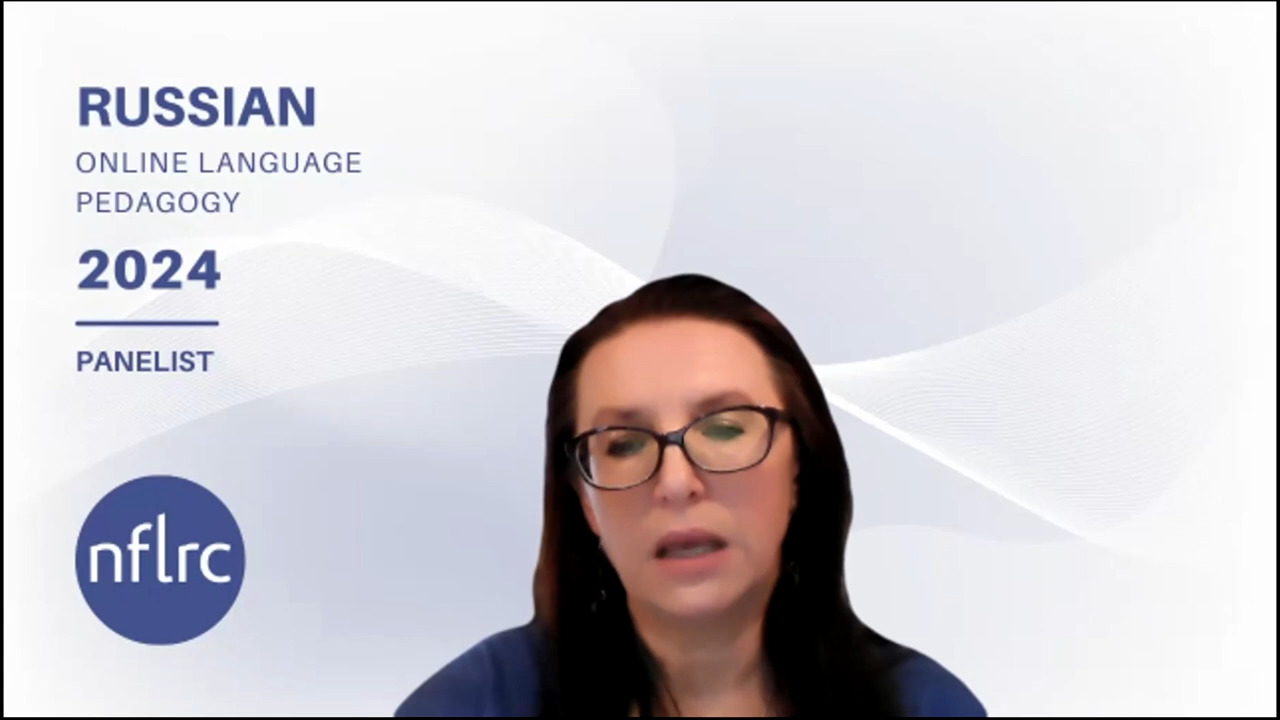 RUSSIAN
ONLINE LANGUAGE
PEDAGOGY
2024
PANELIST
nflrc